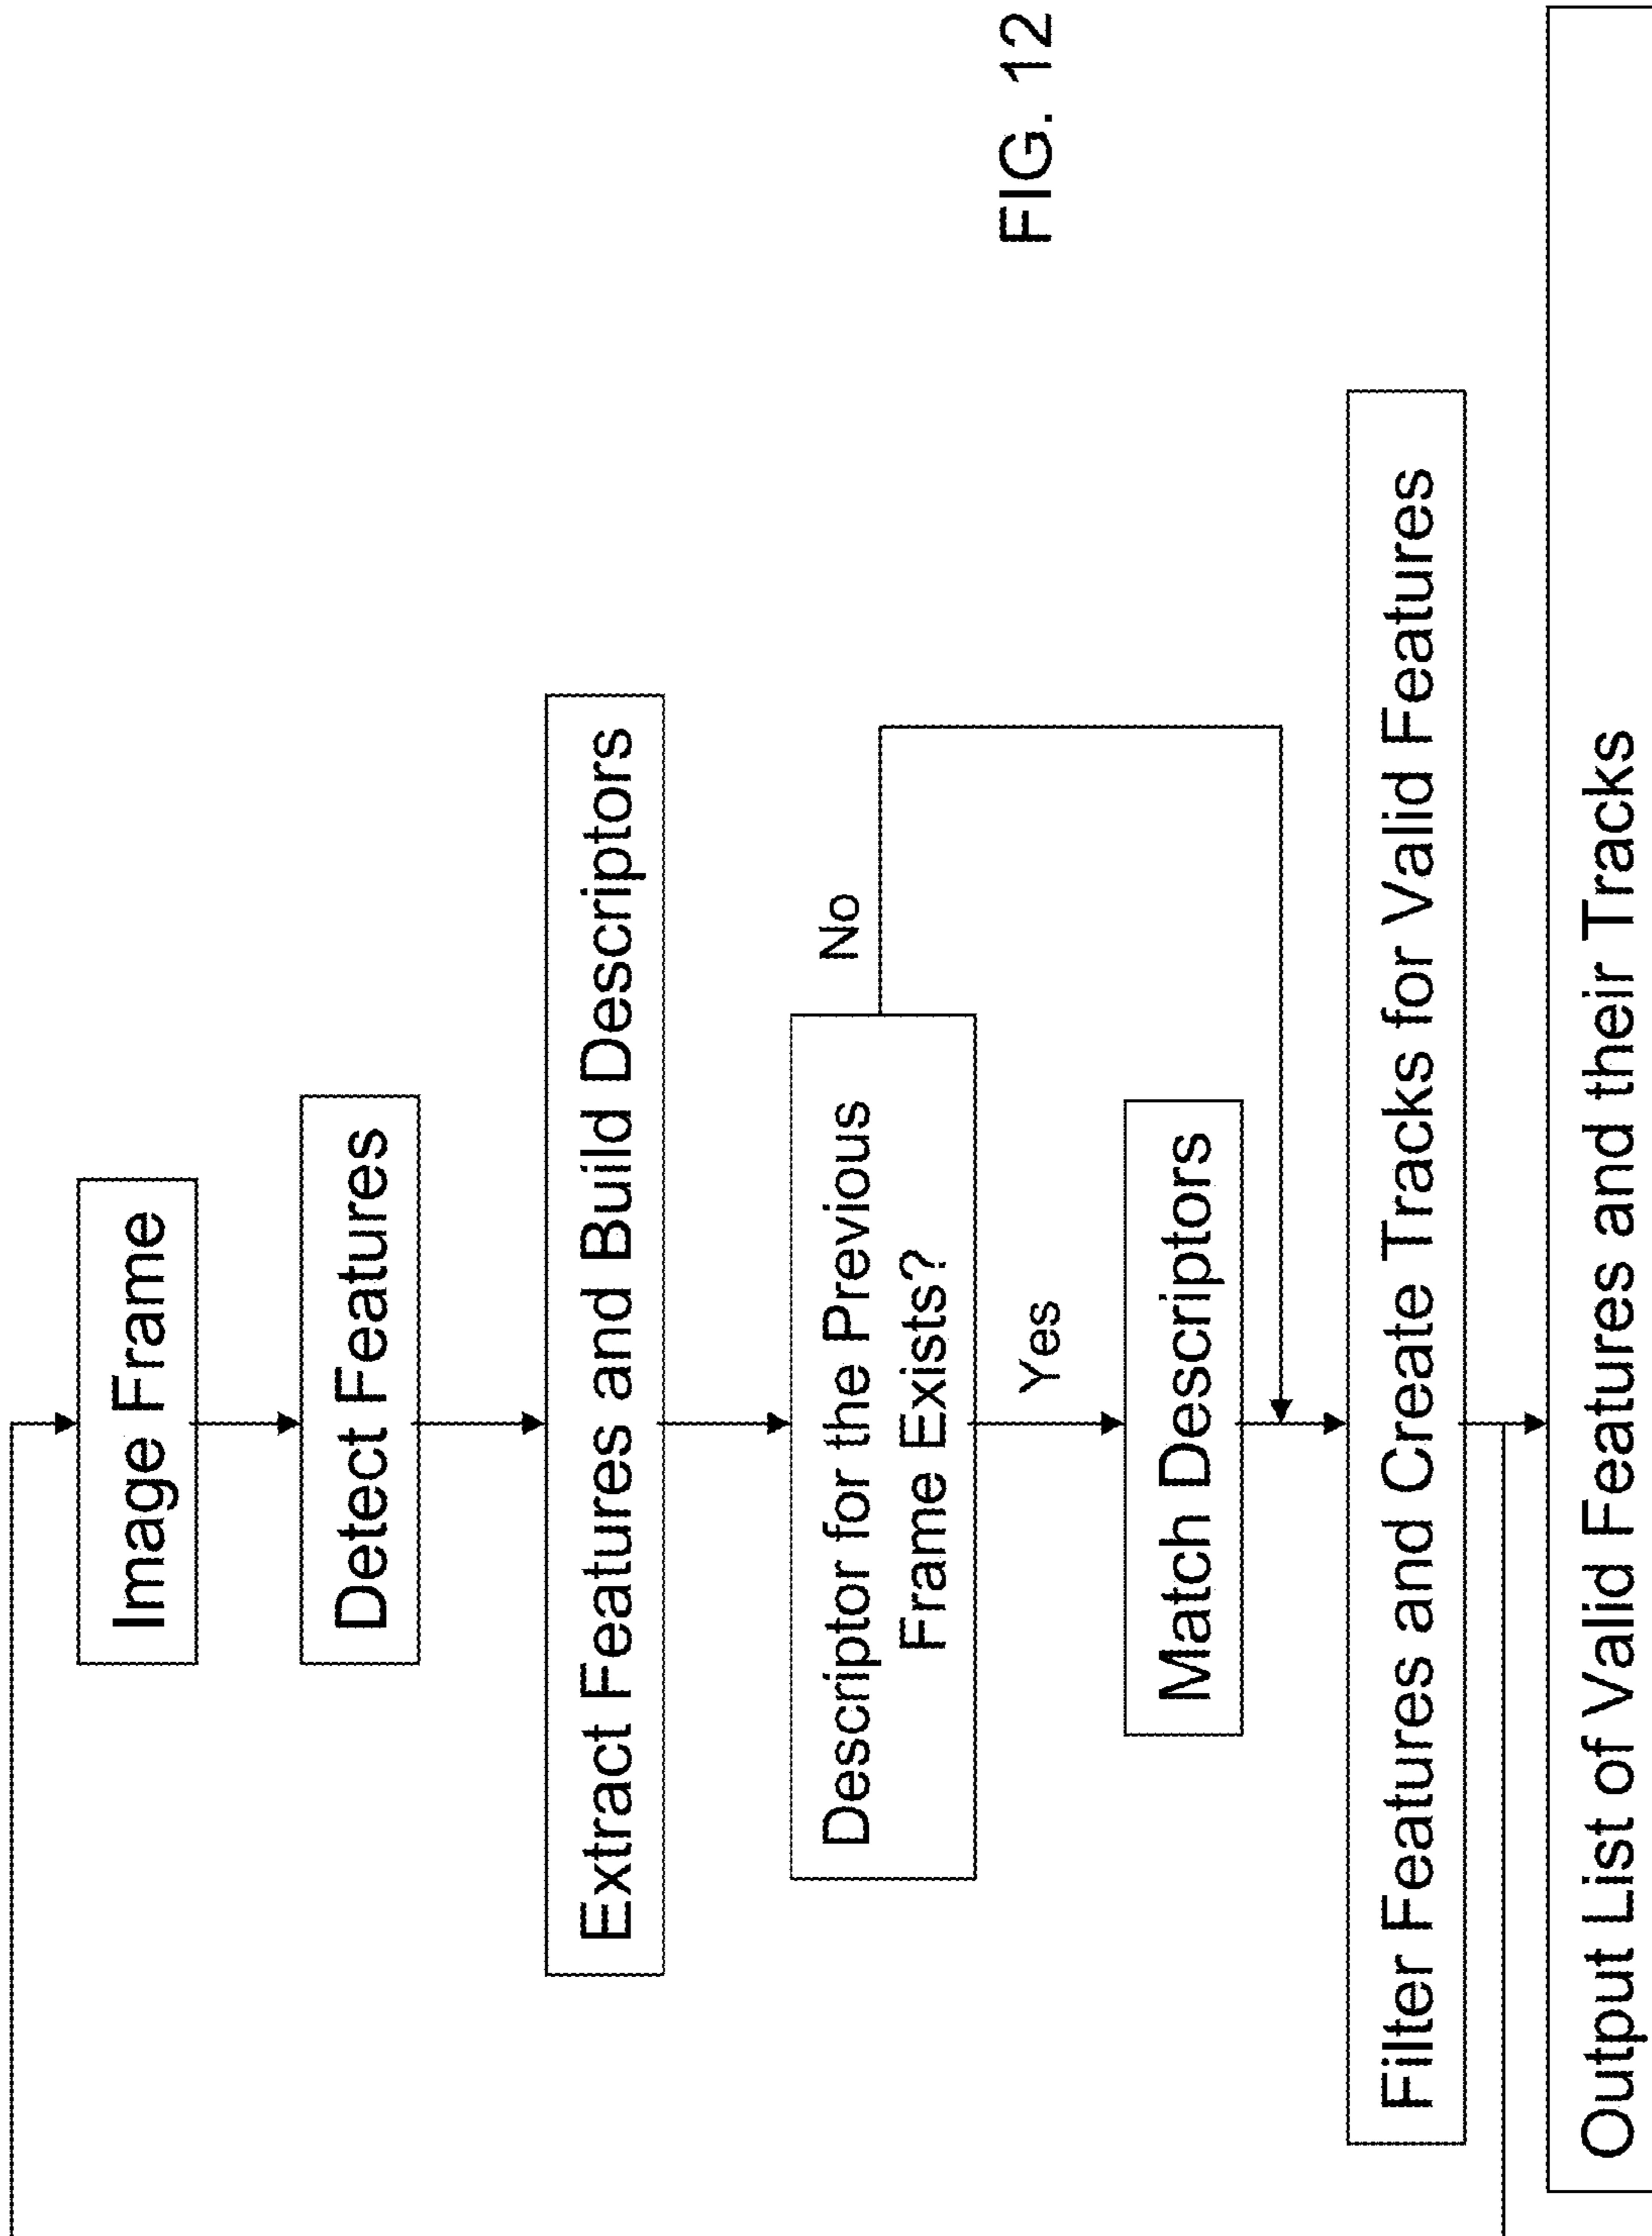 Image Frame
Detect Features
Extract Features and Build Descriptors
Descriptor for the Previous
Frame Exists?
No
Yes
Match Descriptors
Filter Features and Create Tracks for Valid Features
Output List of Valid Features and their Tracks
FIG. 12